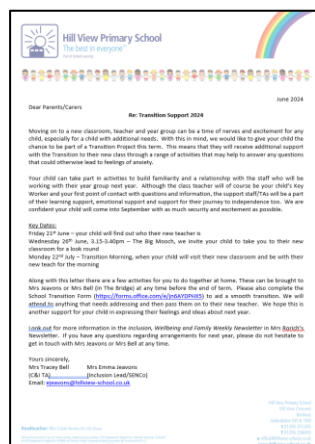 Hill View Primary School
The best in everyone
June 2024
Dear Parents/Carers
Re: Transition Support 2024
Moving on to a new classroom, teacher and year group can be a time of nerves and excitement for any
child, especially for a child with additional needs. With this in mind, we would like to give your child the
chance to be part of a Transition Project this term. This means that they will receive additional support
with the Transition to their new class through a range of activities that may help to answer any questions
that could otherwise lead to feelings of anxiety.
Your child can take part in activities to build familiarity and a relationship with the staff who will be
working with their year group next year. Although the class teacher will of course be your child's Key
Worker and your first point of contact with questions and information, the support staff/TAs will be a part
of their learning support, emotional support and support for their journey to independence too. We are
confident your child will come into September with as much security and excitement as possible.
Key Dates:
Friday 21st June – your child will find out who their new teacher is
Wednesday 26th June, 3.15-3.40pm – The Big Mooch, we invite your child to take you to their new
classroom for a look round
Monday 22nd July – Transition Morning, when your child will visit their new classroom and be with their
new teach for the morning
Along with this letter there are a few activities for you to do together at home. These can be brought to
Mrs Jeavons or Mrs Bell (in The Bridge) at any time before the end of term. Please also complete the
School Transition Form to aid a smooth transition. We will
attend to anything that needs addressing and then pass them on to their new teacher. We hope this is
another support for your child in expressing their feelings and ideas about next year.
Look out for more information in the Inclusion, Wellbeing and Family Weekly Newsletter in Mrs Rarish's
Newsletter. If you have any questions regarding arrangements for next year, please do not hesitate to
get in touch with Mrs Jeavons or Mrs Bell at any time.
Yours sincerely,
Mrs Tracey Bell Mrs Emma Jeavons
(C&I TA) (Inclusion Lead/SENCo)
Email: ejeavons@hillview-school.co.uk
Hill View Primary School